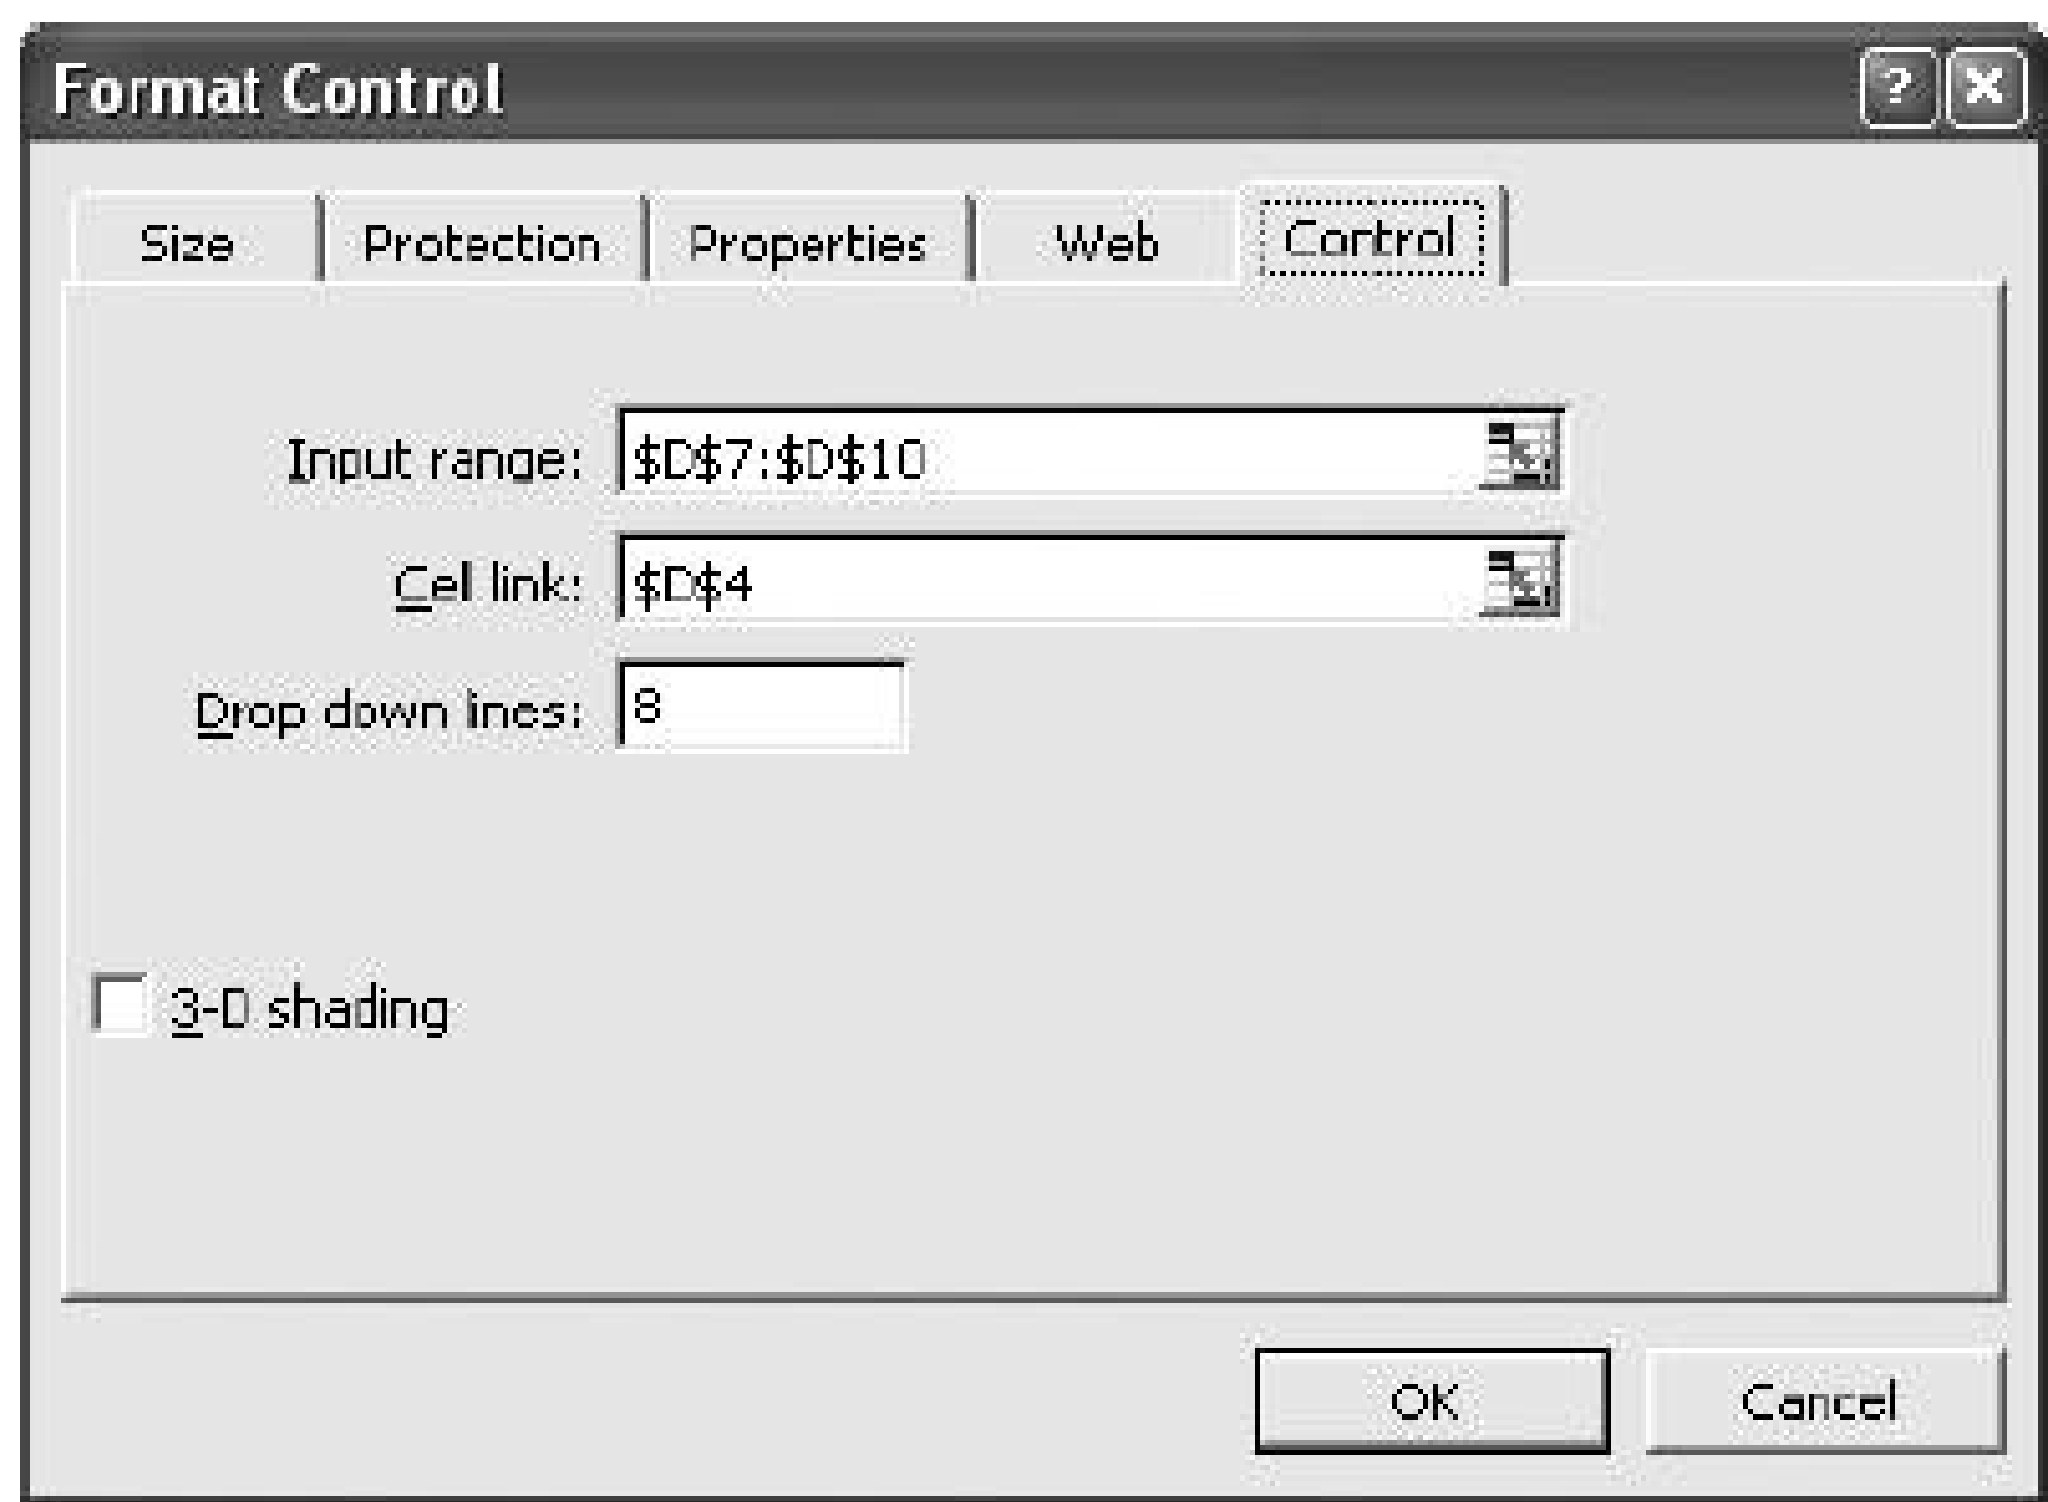 Format Control
Size Protection Properties Web Control
Input range: $D$7:$D$10
Cell link: $D$4
Drop down lines: 8
3-D shading
OK Cancel